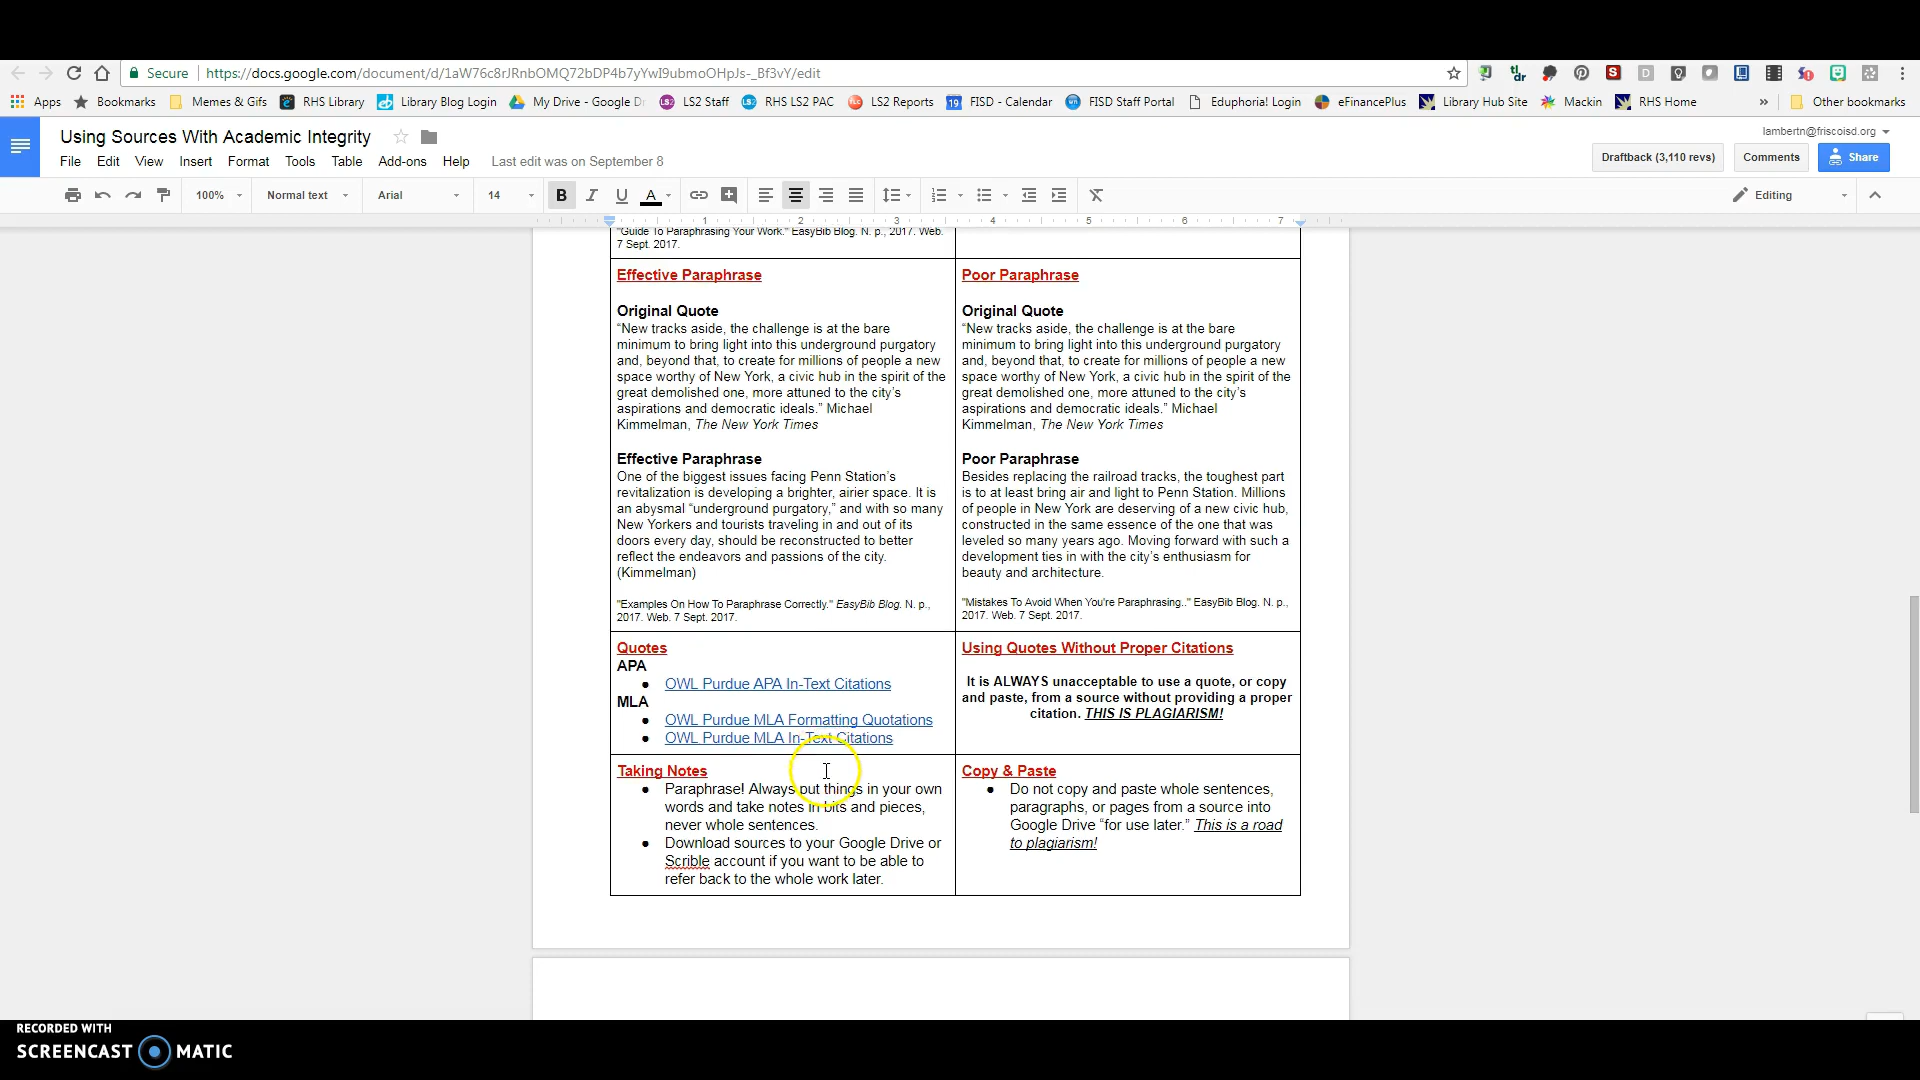 Secure
https://docs.google.com/document/d/1aW76c8rJRnbOMQ72bDP4b7yYwI9ubmoOHpJs-_Bf3vY/edit
Apps Bookmarks Memes & Gifs RHS Library Library Blog Login My Drive - Google Dr LS2 Staff RHS LS2 PAC LS2 Reports FISD - Calendar FISD Staff Portal Eduphoria! Login eFinancePlus Library Hub Site Mackin RHS Home » Other bookmarks
Using Sources With Academic Integrity
lambertn@friscoisd.org
File Edit View Insert Format Tools Table Add-ons Help Last edit was on September 8
Draftback (3,110 revs) Comments Share
100% Normal text Arial 14 B I U A Editing
1 2 3 4 5 6 7
"Guide To Paraphrasing Your Work." EasyBib Blog. N. p., 2017. Web.
7 Sept. 2017.
Effective Paraphrase
Original Quote
“New tracks aside, the challenge is at the bare
minimum to bring light into this underground purgatory
and, beyond that, to create for millions of people a new
space worthy of New York, a civic hub in the spirit of the
great demolished one, more attuned to the city’s
aspirations and democratic ideals.” Michael
Kimmelman, The New York Times
Effective Paraphrase
One of the biggest issues facing Penn Station’s
revitalization is developing a brighter, airier space. It is
an abysmal “underground purgatory,” and with so many
New Yorkers and tourists traveling in and out of its
doors every day, should be reconstructed to better
reflect the endeavors and passions of the city.
(Kimmelman)
"Examples On How To Paraphrase Correctly." EasyBib Blog. N. p.,
2017. Web. 7 Sept. 2017.
Poor Paraphrase
Original Quote
“New tracks aside, the challenge is at the bare
minimum to bring light into this underground purgatory
and, beyond that, to create for millions of people a new
space worthy of New York, a civic hub in the spirit of the
great demolished one, more attuned to the city’s
aspirations and democratic ideals.” Michael
Kimmelman, The New York Times
Poor Paraphrase
Besides replacing the railroad tracks, the toughest part
is to at least bring air and light to Penn Station. Millions
of people in New York are deserving of a new civic hub,
constructed in the same essence of the one that was
leveled so many years ago. Moving forward with such a
development ties in with the city’s enthusiasm for
beauty and architecture.
"Mistakes To Avoid When You're Paraphrasing.." EasyBib Blog. N. p.,
2017. Web. 7 Sept. 2017.
Quotes
APA
● OWL Purdue APA In-Text Citations
MLA
● OWL Purdue MLA Formatting Quotations
● OWL Purdue MLA In-Text Citations
Using Quotes Without Proper Citations
It is ALWAYS unacceptable to use a quote, or copy
and paste, from a source without providing a proper
citation. THIS IS PLAGIARISM!
Taking Notes
● Paraphrase! Always put things in your own
words and take notes in bits and pieces,
never whole sentences.
● Download sources to your Google Drive or
Scrible account if you want to be able to
refer back to the whole work later.
Copy & Paste
● Do not copy and paste whole sentences,
paragraphs, or pages from a source into
Google Drive “for use later.” This is a road
to plagiarism!
RECORDED WITH
SCREENCAST MATIC